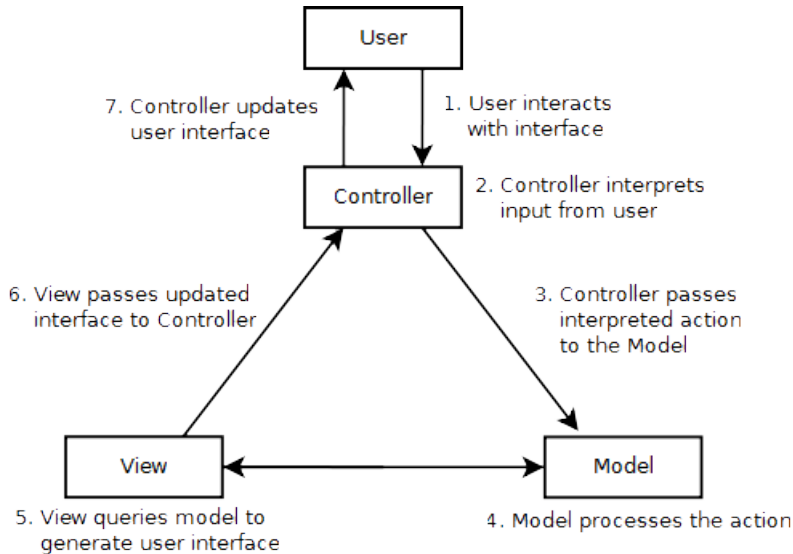 User
7. Controller updates
user interface
1. User interacts
with interface
Controller
2. Controller interprets
input from user
6. View passes updated
interface to Controller
3. Controller passes
interpreted action
to the Model
View
Model
5. View queries model to
generate user interface
4. Model processes the action